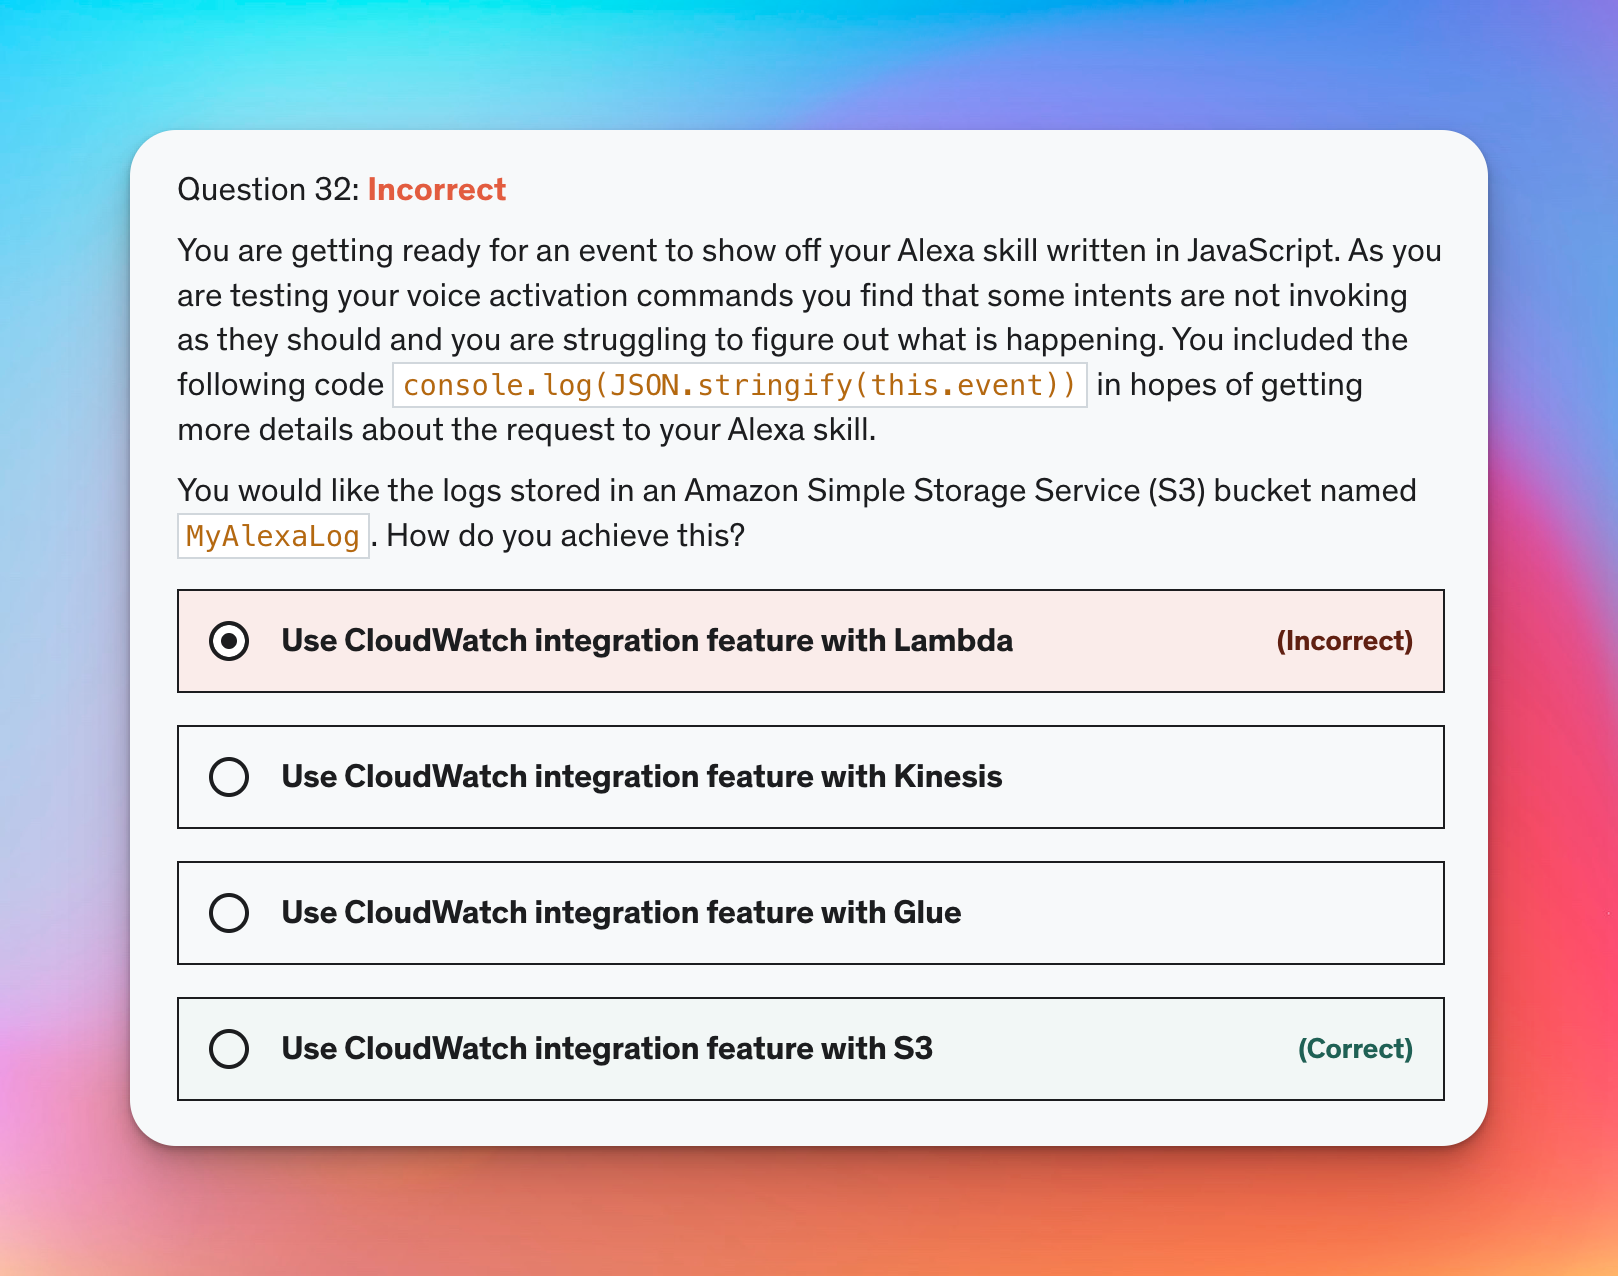 Question 32: Incorrect
You are getting ready for an event to show off your Alexa skill written in JavaScript. As you
are testing your voice activation commands you find that some intents are not invoking
as they should and you are struggling to figure out what is happening. You included the
following code console.log(JSON.stringify(this.event)) in hopes of getting
more details about the request to your Alexa skill.
You would like the logs stored in an Amazon Simple Storage Service (S3) bucket named
MyAlexaLog. How do you achieve this?
Use CloudWatch integration feature with Lambda (Incorrect)
Use CloudWatch integration feature with Kinesis
Use CloudWatch integration feature with Glue
Use CloudWatch integration feature with S3 (Correct)